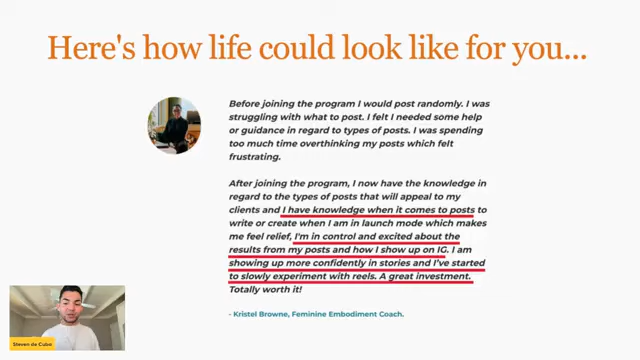 Here's how life could look like for you...
Before joining the program I would post randomly. I was
struggling with what to post. I felt I needed some help
or guidance in regard to types of posts. I was spending
too much time overthinking my posts which felt
frustrating.
After joining the program, I now have the knowledge in
regard to the types of posts that will appeal to my
clients and I have knowledge when it comes to posts to
write or create when I am in launch mode which makes
me feel relief, I'm in control and excited about the
results from my posts and how I show up on IG. I am
showing up more confidently in stories and I've started
to slowly experiment with reels. A great investment.
Totally worth it!
- Kristel Browne, Feminine Embodiment Coach.
Steven de Cuba